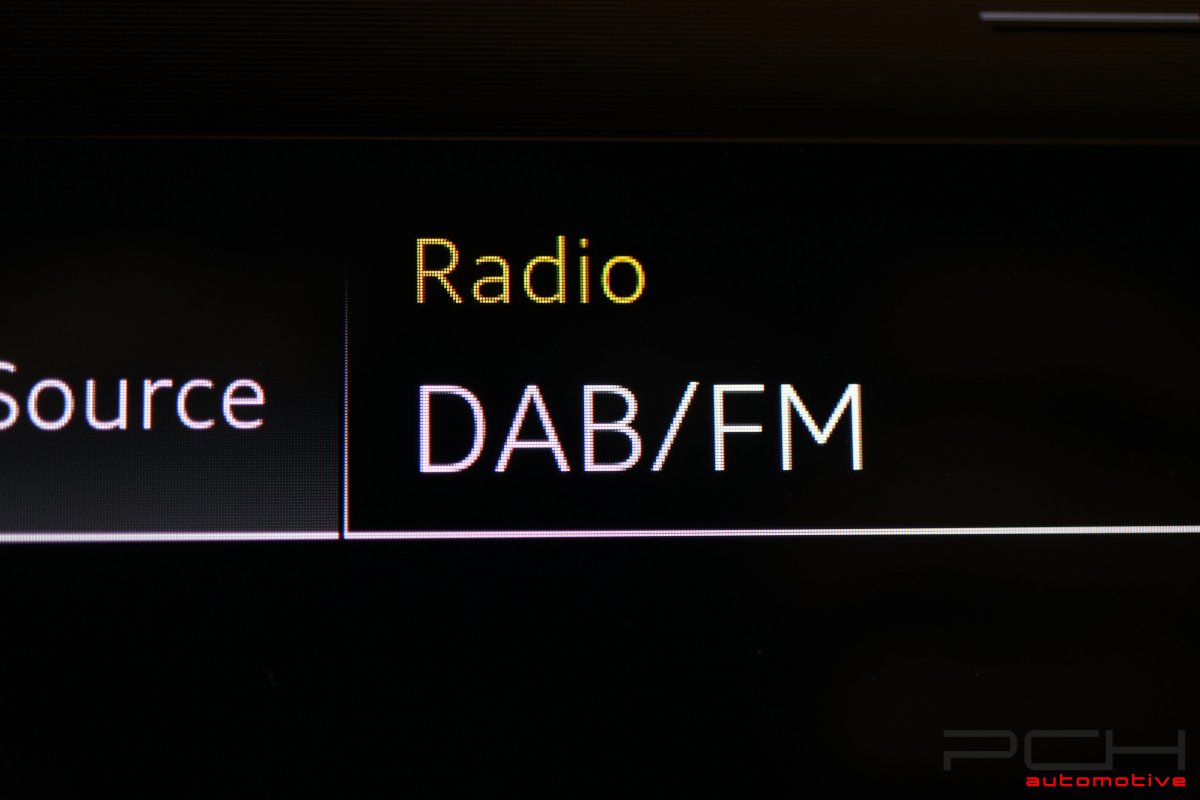 Radio
Source
DAB/FM
PCH
automotive